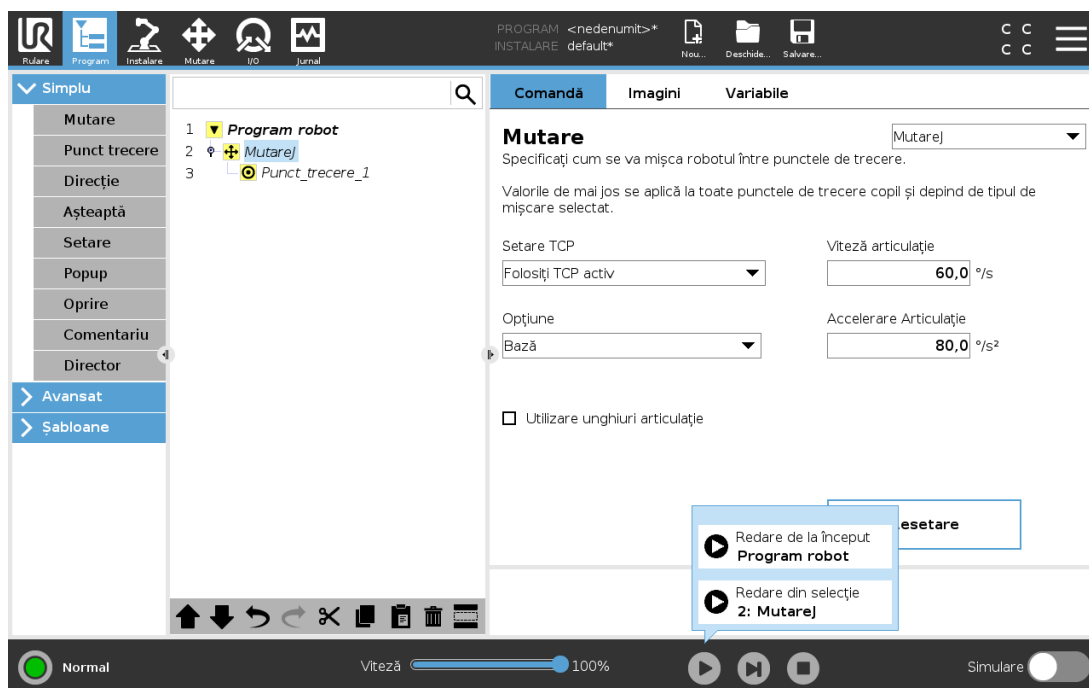 UR
Rulare
Program
Instalare
Mutare
I/O
Jurnal
PROGRAM <nedenumit>*
INSTALARE default*
Nou...
Deschide...
Salvare...
C C
C C
Simplu
Mutare
Punct trecere
Direcție
Așteaptă
Setare
Popup
Oprire
Comentariu
Director
Avansat
Șabloane
1 Program robot
2 MutareJ
3 Punct_trecere_1
Comandă
Imagini
Variabile
Mutare
MutareJ
Specificați cum se va mișca robotul între punctele de trecere.
Valorile de mai jos se aplică la toate punctele de trecere copil și depind de tipul de
mișcare selectat.
Setare TCP
Viteză articulație
Folosiți TCP activ
60,0 °/s
Opțiune
Accelerare Articulație
Bază
80,0 °/s²
Utilizare unghiuri articulație
esetare
Redare de la început
Program robot
Redare din selecție
2: MutareJ
Normal
Viteză
100%
Simulare